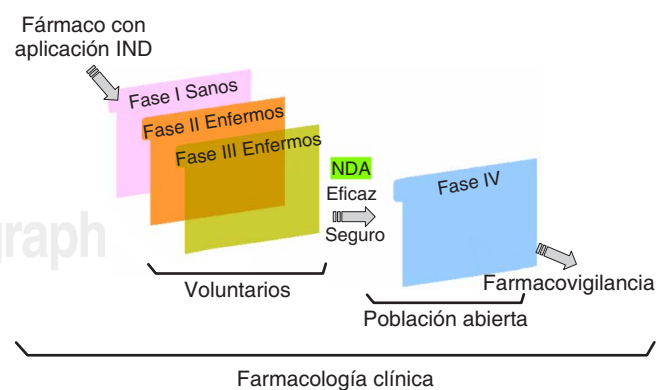 Fármaco con
aplicación IND
Fase I Sanos
Fase II Enfermos
Fase III Enfermos
NDA
Eficaz
Seguro
Fase IV
Farmacovigilancia
Voluntarios
Población abierta
Farmacología clínica